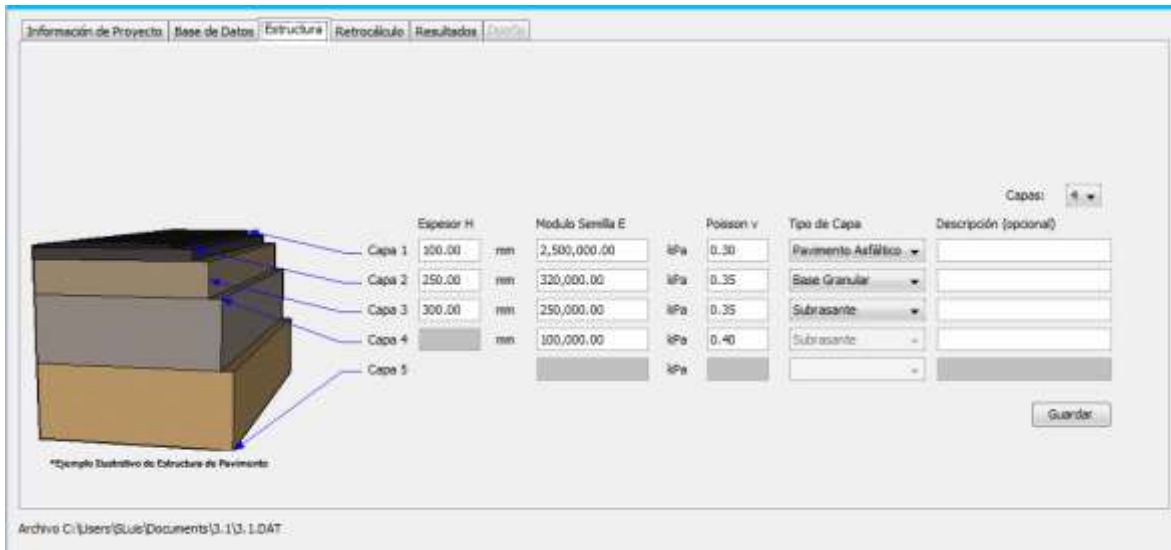 Información de Proyecto Base de Datos Estructura Retrocálculo Resultados
Capas: 4
Espesor H Modulo Semilla E Poisson v Tipo de Capa Descripción (opcional)
Capa 1 100.00 mm 2,500,000.00 kPa 0.30 Pavimento Asfáltico
Capa 2 250.00 mm 320,000.00 kPa 0.35 Base Granular
Capa 3 300.00 mm 250,000.00 kPa 0.35 Subrasante
Capa 4 mm 100,000.00 kPa 0.40 Subrasante
Capa 5 kPa
Guardar
*Ejemplo Ilustrativo de Estructura de Pavimento
Archivo C:\Users\SLuis\Documents\3.1\3.1.DAT